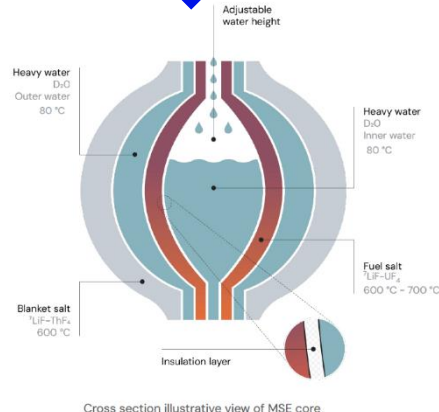 Adjustable
water height
Heavy water
D₂O
Outer water
80 °C
Heavy water
D₂O
Inner water
80 °C
Fuel salt
⁷LiF-UF₄
600 °C - 700 °C
Blanket salt
⁷LiF-ThF₄
600 °C
Insulation layer
Cross section illustrative view of MSE core